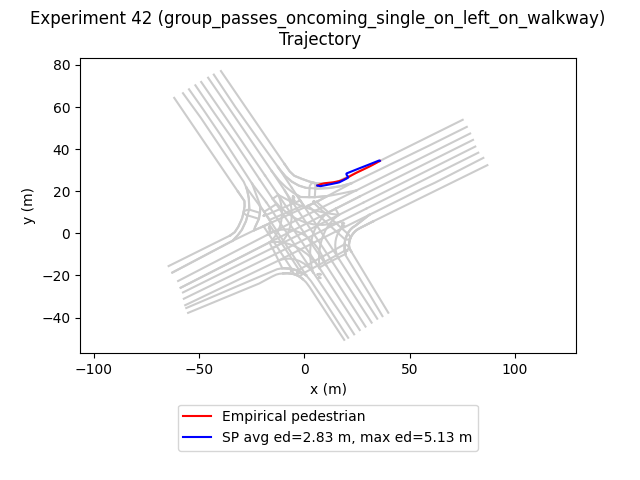 Experiment 42 (group_passes_oncoming_single_on_left_on_walkway)
Trajectory
80
60
40
20
0
−20
−40
y (m)
−100 −50 0 50 100
x (m)
Empirical pedestrian
SP avg ed=2.83 m, max ed=5.13 m